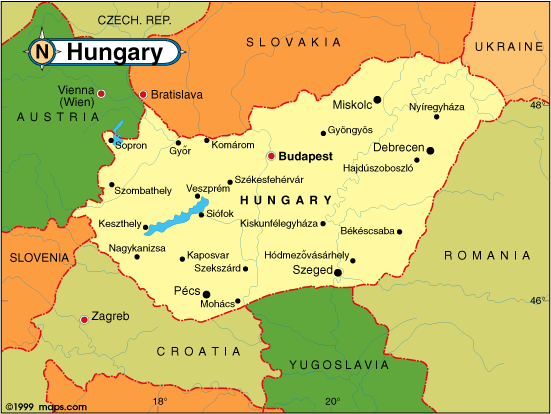 CZECH. REP.
N Hungary
SLOVAKIA
UKRAINE
Vienna
(Wien)
Bratislava
AUSTRIA
48°
Miskolc
Nyíregyháza
Gyöngyös
Sopron
Győr
Komárom
Debrecen
Budapest
Hajdúszoboszló
Szombathely
Székesfehérvár
Veszprém
HUNGARY
Siófok
Keszthely
Kiskunfélegyháza
Békéscsaba
Nagykanizsa
SLOVENIA
Kaposvar
Szekszárd
Hódmezővásárhely
Szeged
ROMANIA
Pécs
Mohács
46°
Zagreb
CROATIA
YUGOSLAVIA
18°
20°
©1999 maps.com